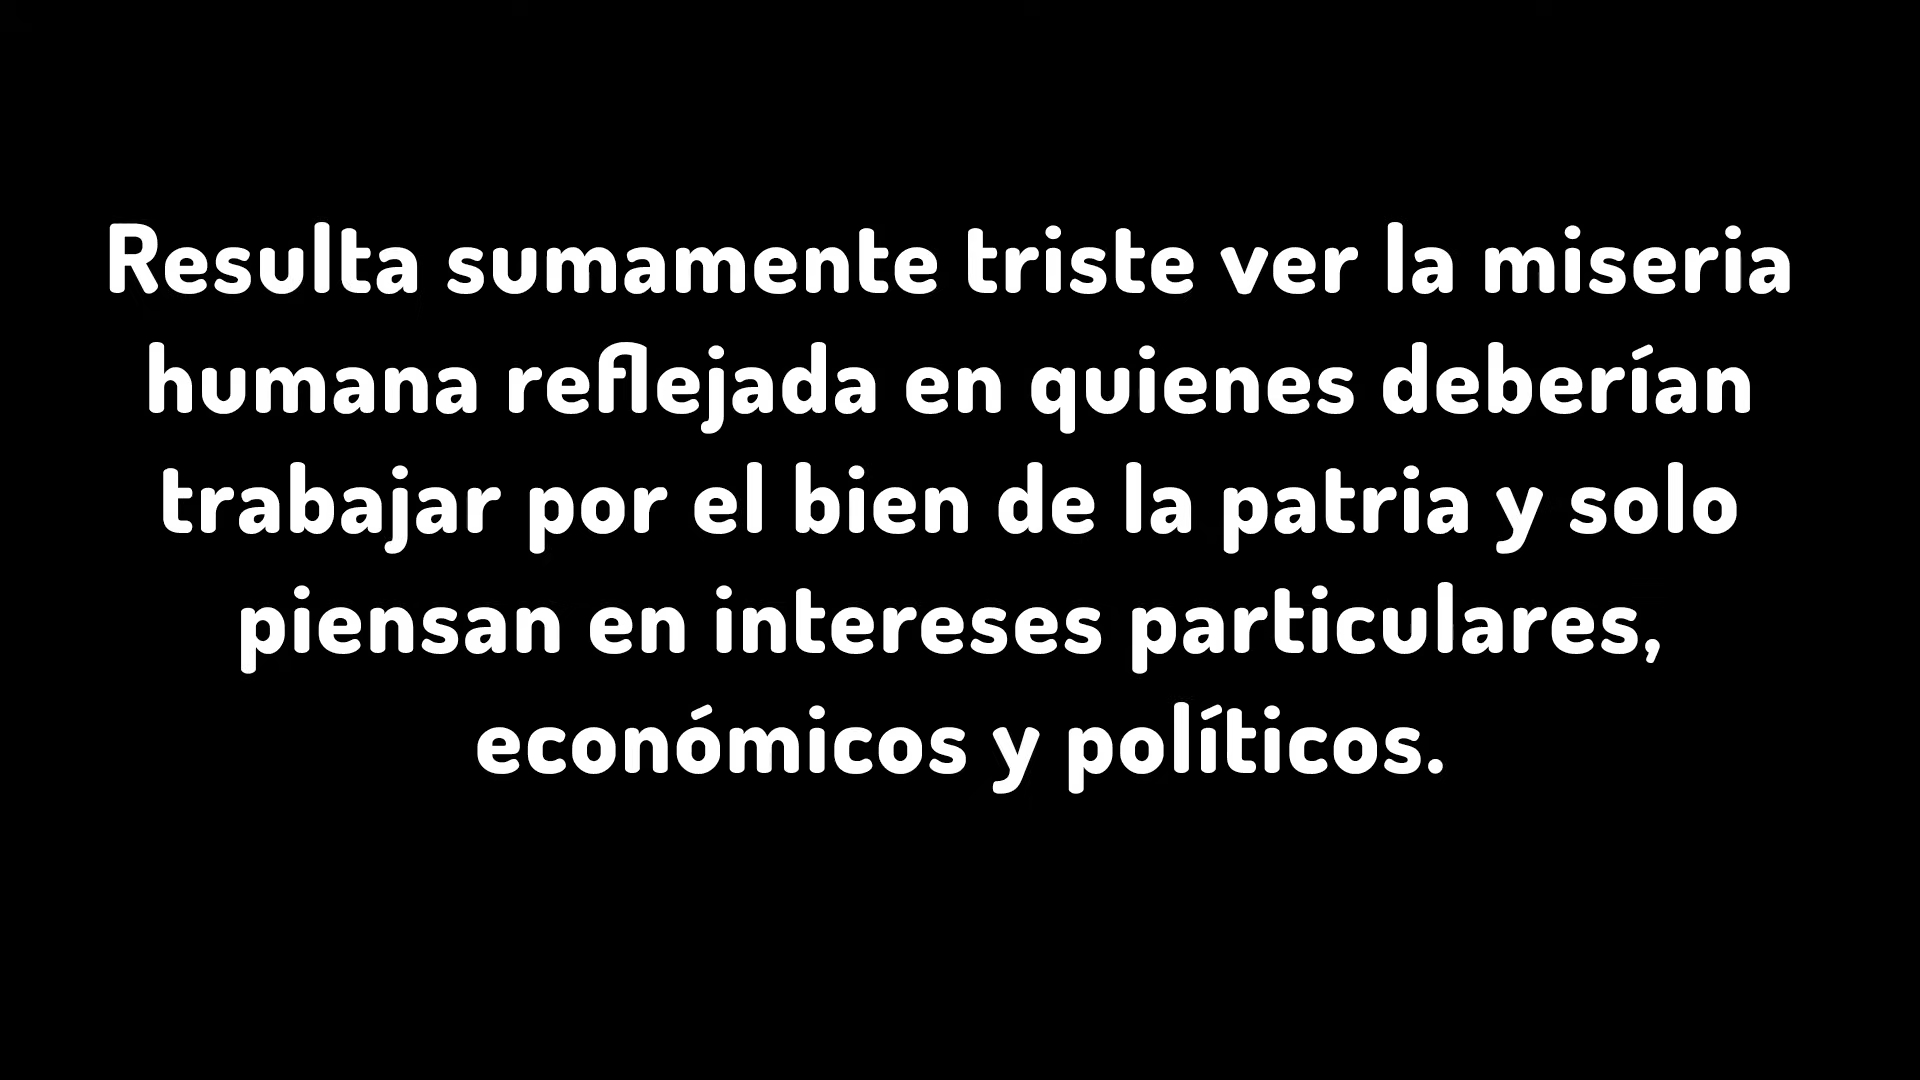 Resulta sumamente triste ver la miseria
humana reflejada en quienes deberían
trabajar por el bien de la patria y solo
piensan en intereses particulares,
económicos y políticos.